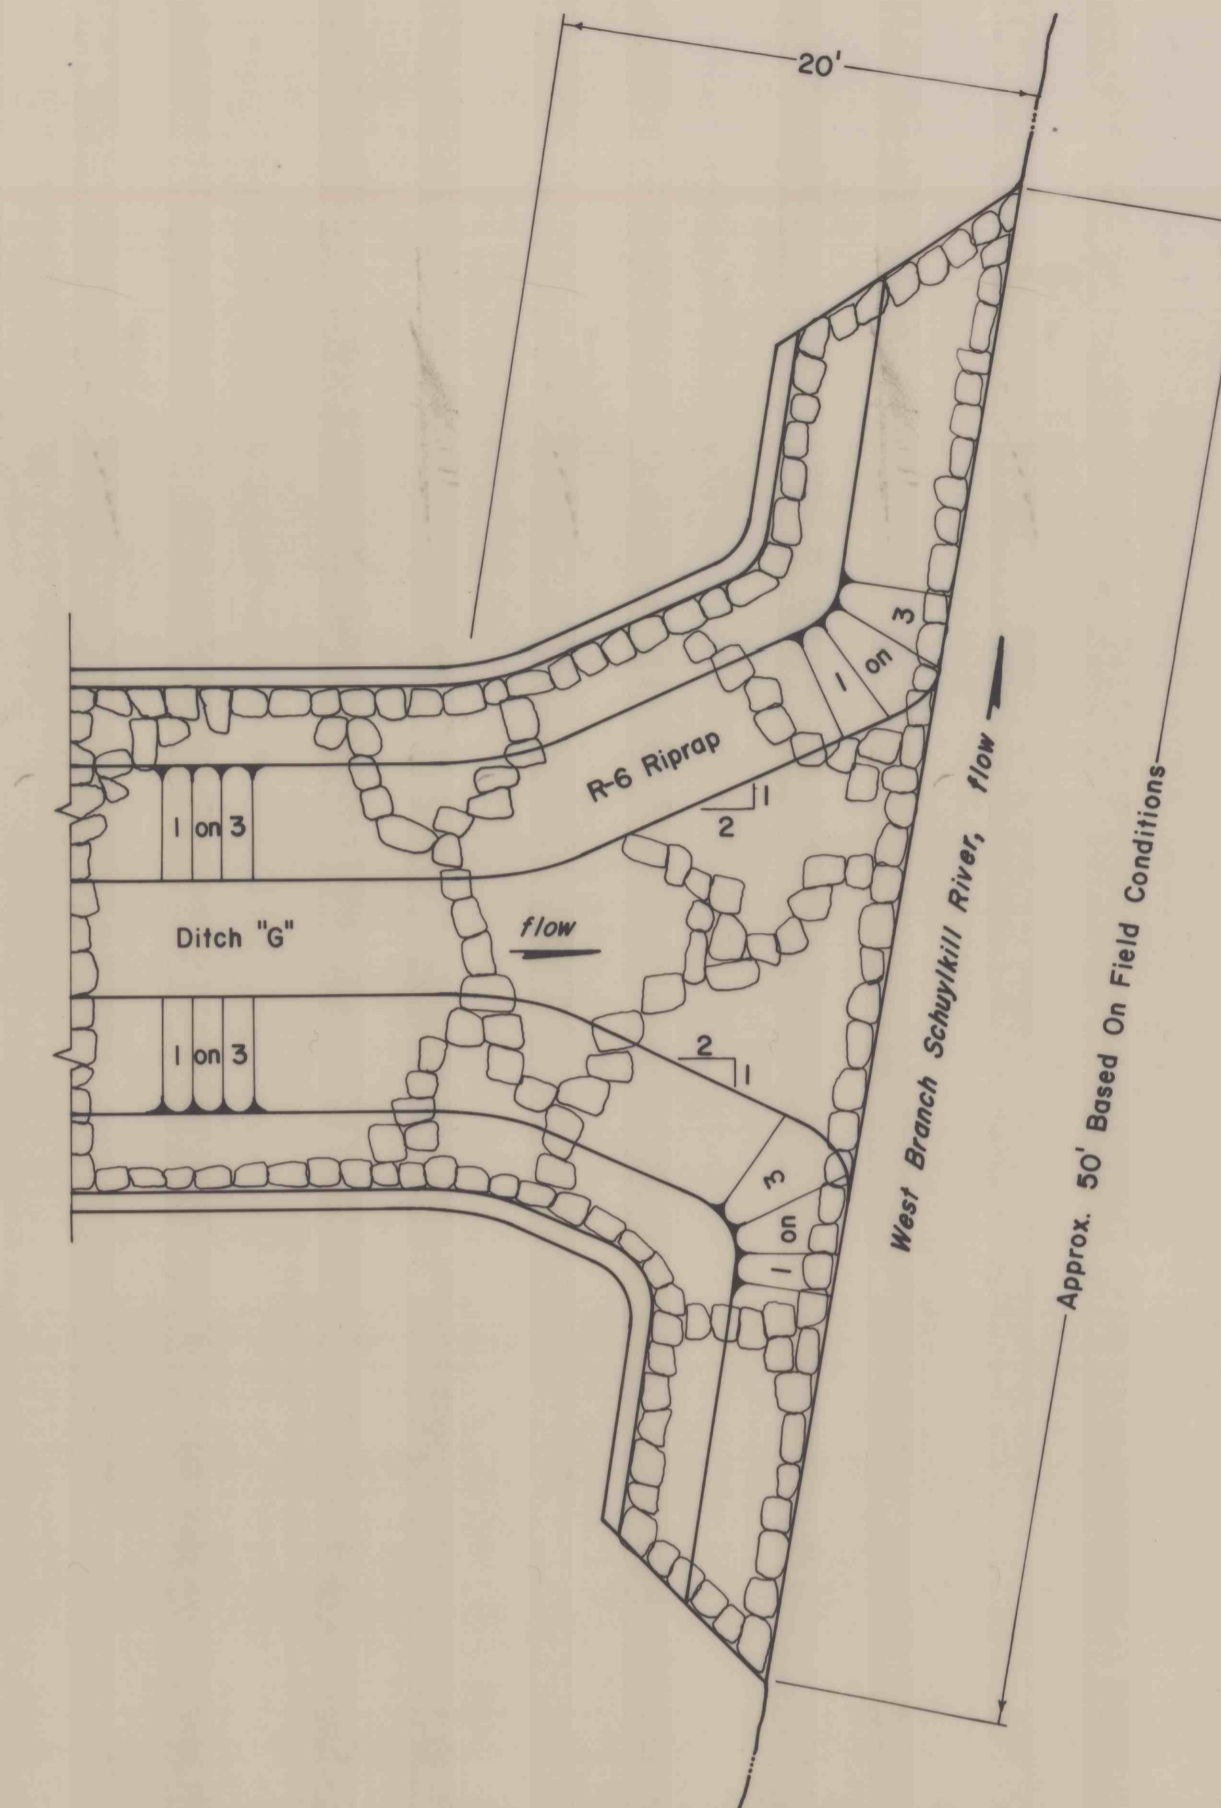 20'
1 on 3
R-6 Riprap
1
2
1 on 3
Ditch "G"
flow
1 on 3
2
1
1 on 3
West Branch Schuylkill River, flow
Approx. 50' Based On Field Conditions